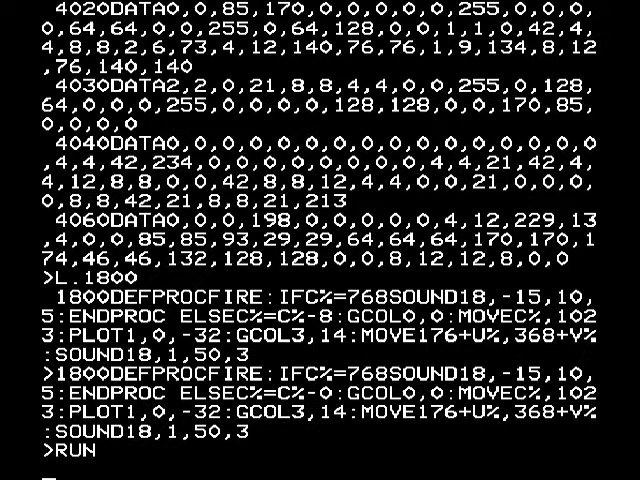 4020DATA0,0,85,170,0,0,0,0,0,255,0,0,0,
0,64,64,0,0,255,0,64,128,0,0,1,1,0,42,4,
4,8,8,2,6,73,4,12,140,76,76,1,9,134,8,12
,76,140,140
4030DATA2,2,0,21,8,8,4,4,0,0,255,0,128,
64,0,0,0,255,0,0,0,0,128,128,0,0,170,85,
0,0,0,0
4040DATA0,0,0,0,0,0,0,0,0,0,0,0,0,0,0,0
,4,4,42,234,0,0,0,0,0,0,0,0,4,4,21,42,4,
4,12,8,8,0,0,42,8,8,12,4,4,0,0,21,0,0,0,
0,8,8,42,21,8,8,21,213
4060DATA0,0,0,198,0,0,0,0,0,4,12,229,13
,4,0,0,85,85,93,29,29,64,64,64,170,170,1
74,46,46,132,128,128,0,0,8,12,12,8,0,0
>L.1800
1800DEFPROCFIRE:IFC%=768SOUND18,-15,10,
5:ENDPROC ELSEC%=C%-8:GCOL0,0:MOVEC%,102
3:PLOT1,0,-32:GCOL3,14:MOVE176+U%,368+V%
:SOUND18,1,50,3
>1800DEFPROCFIRE:IFC%=768SOUND18,-15,10,
5:ENDPROC ELSEC%=C%-0:GCOL0,0:MOVEC%,102
3:PLOT1,0,-32:GCOL3,14:MOVE176+U%,368+V%
:SOUND18,1,50,3
>RUN